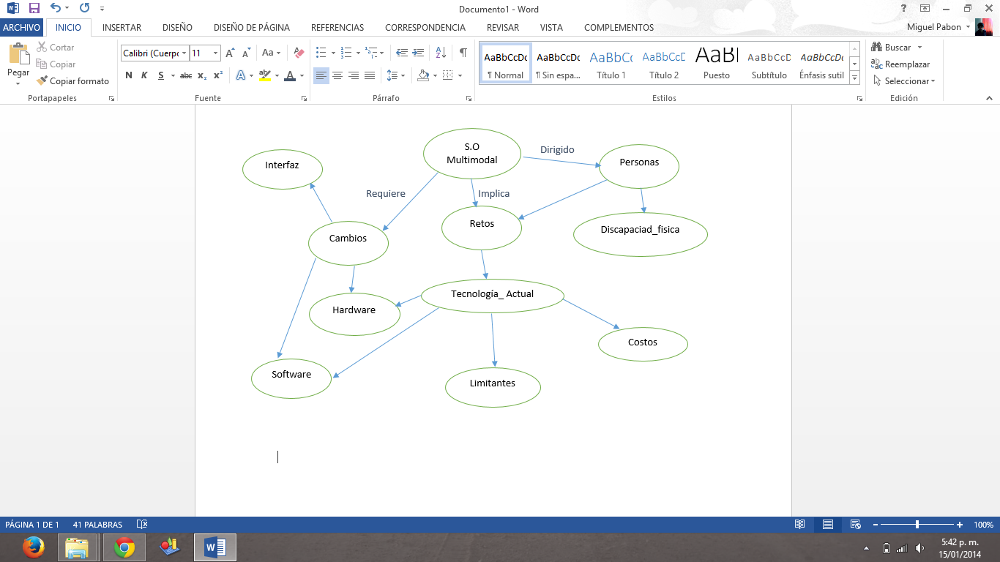 Documento1 - Word
ARCHIVO INICIO INSERTAR DISEÑO DISEÑO DE PÁGINA REFERENCIAS CORRESPONDENCIA REVISAR VISTA COMPLEMENTOS Miguel Pabon
Pegar
Cortar
Copiar
Copiar formato
Portapapeles
Calibri (Cuerpo 11
N K S abc x₂ x²
Fuente
Párrafo
AaBbCcDc AaBbCcDc AaBbCc AaBbCcD AaB AaBbCcD AaBbCcDc
¶ Normal ¶ Sin espa... Título 1 Título 2 Puesto Subtítulo Énfasis sutil
Estilos
Buscar
Reemplazar
Seleccionar
Edición
S.O
Multimodal
Dirigido
Personas
Interfaz
Requiere
Implica
Retos
Discapaciad_fisica
Cambios
Tecnología_ Actual
Hardware
Costos
Software
Limitantes
PÁGINA 1 DE 1 41 PALABRAS 100%
5:42 p. m.
15/01/2014